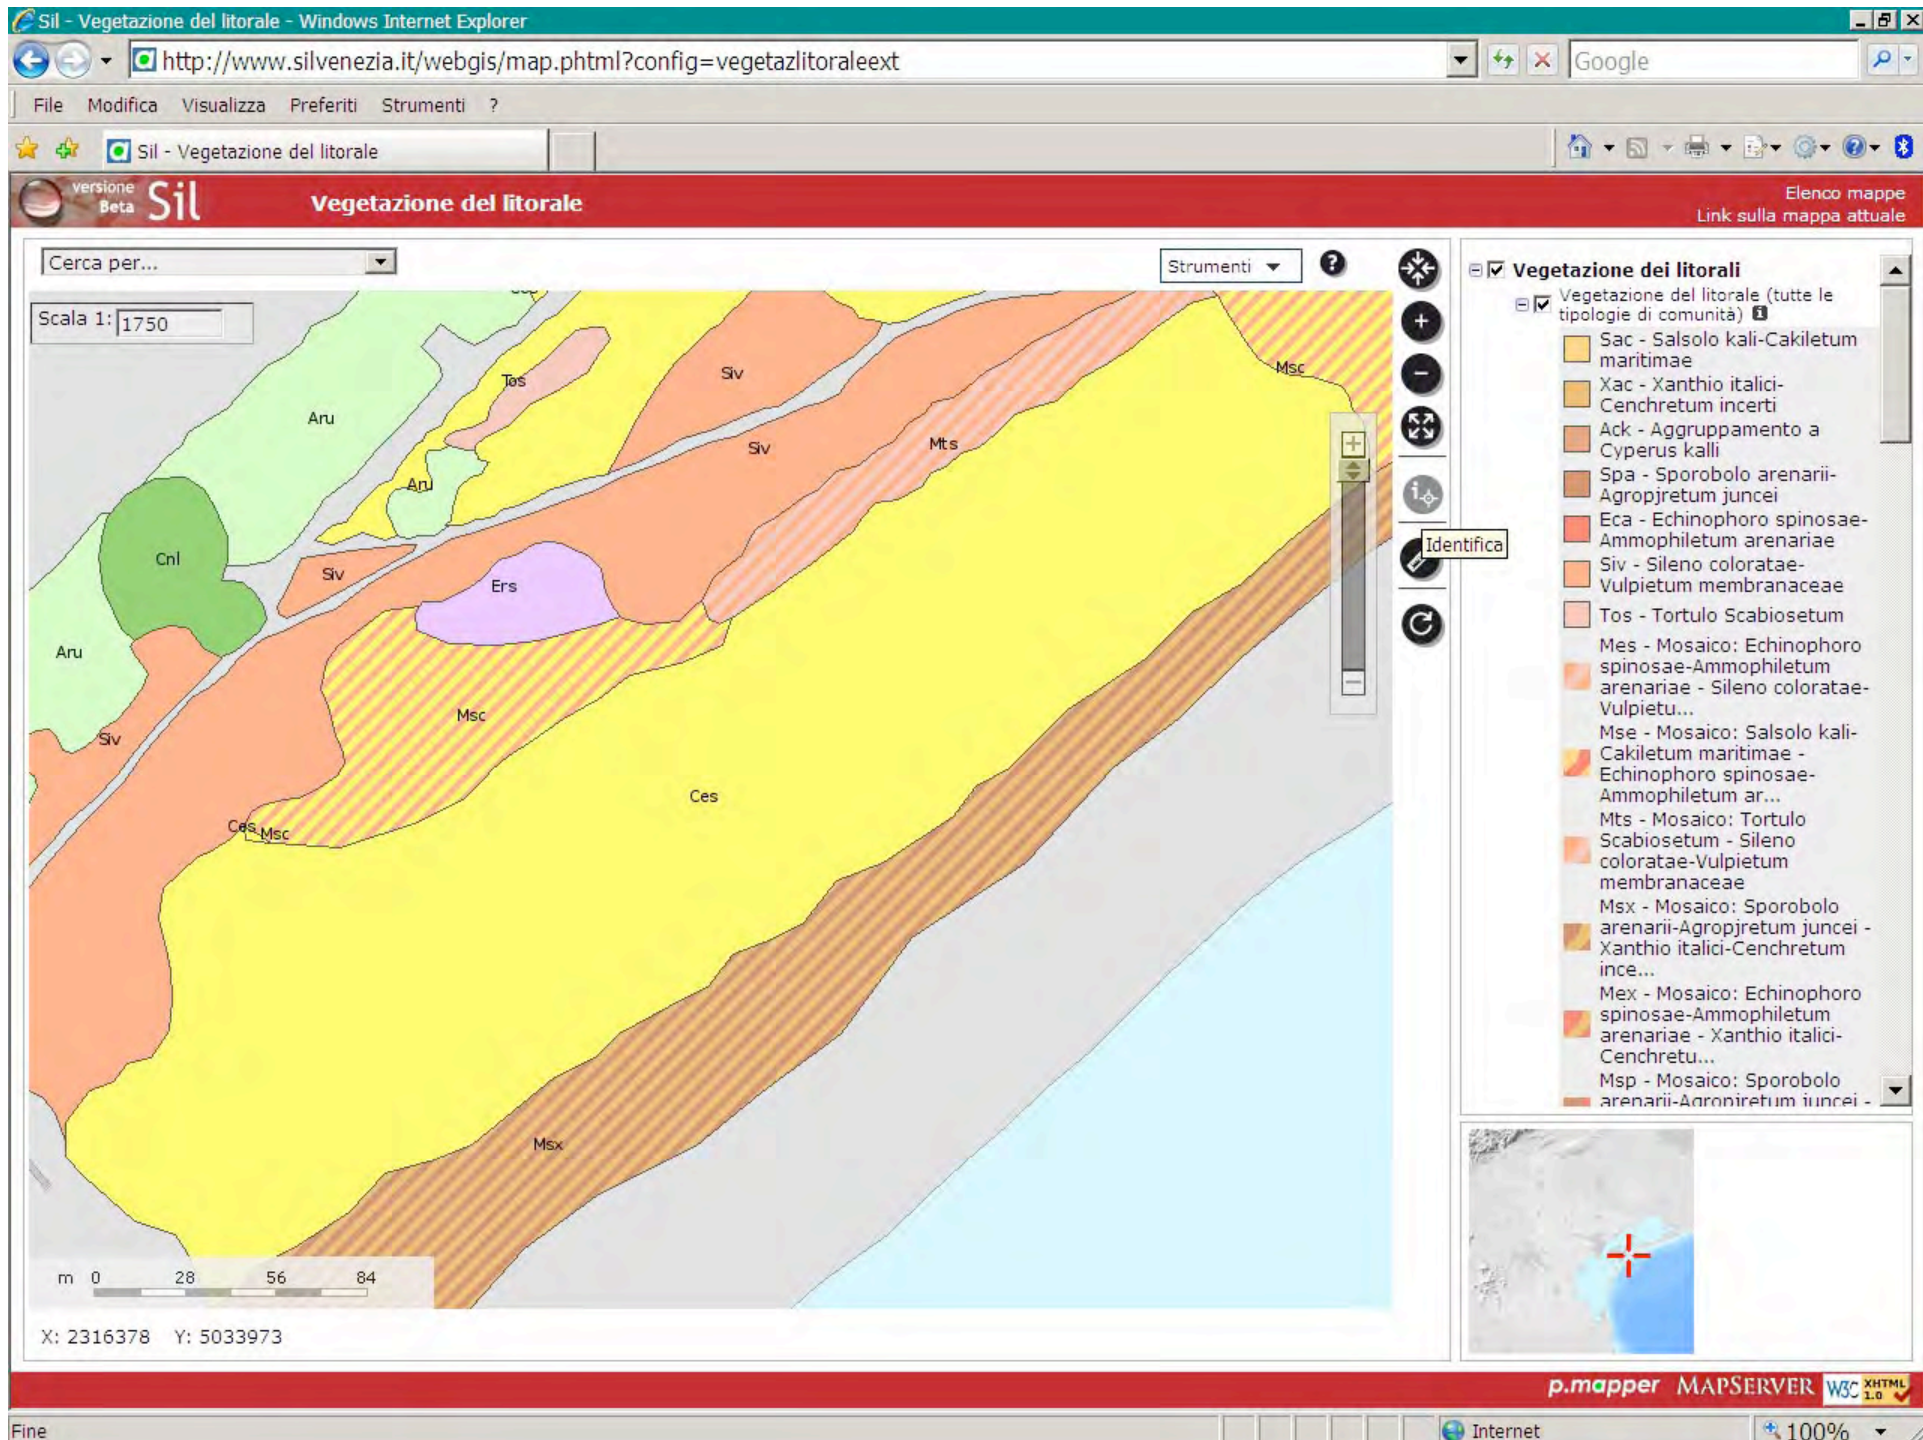 Sil - Vegetazione del litorale - Windows Internet Explorer
http://www.silvenezia.it/webgis/map.phtml?config=vegetazlitoraleext
Google
File Modifica Visualizza Preferiti Strumenti ?
Sil - Vegetazione del litorale
versione Beta Sil
Vegetazione del litorale
Elenco mappe
Link sulla mappa attuale
Cerca per...
Strumenti
?
Scala 1: 1750
Tos
Siv
Msc
Aru
Siv
Mts
Aru
Cnl
Siv
Ers
Aru
Msc
Siv
Ces
Ces
Msc
Msx
Identifica
m 0 28 56 84
X: 2316378 Y: 5033973
Vegetazione dei litorali
Vegetazione del litorale (tutte le
tipologie di comunità)
Sac - Salsolo kali-Cakiletum
maritimae
Xac - Xanthio italici-
Cenchretum incerti
Ack - Aggruppamento a
Cyperus kalli
Spa - Sporobolo arenarii-
Agropjretum juncei
Eca - Echinophoro spinosae-
Ammophiletum arenariae
Siv - Sileno coloratae-
Vulpietum membranaceae
Tos - Tortulo Scabiosetum
Mes - Mosaico: Echinophoro
spinosae-Ammophiletum
arenariae - Sileno coloratae-
Vulpietu...
Mse - Mosaico: Salsolo kali-
Cakiletum maritimae -
Echinophoro spinosae-
Ammophiletum ar...
Mts - Mosaico: Tortulo
Scabiosetum - Sileno
coloratae-Vulpietum
membranaceae
Msx - Mosaico: Sporobolo
arenarii-Agropjretum juncei -
Xanthio italici-Cenchretum
ince...
Mex - Mosaico: Echinophoro
spinosae-Ammophiletum
arenariae - Xanthio italici-
Cenchretu...
Msp - Mosaico: Sporobolo
arenarii-Agropjretum juncei -
p.mapper MAPSERVER W3C XHTML 1.0
Fine
Internet
100%